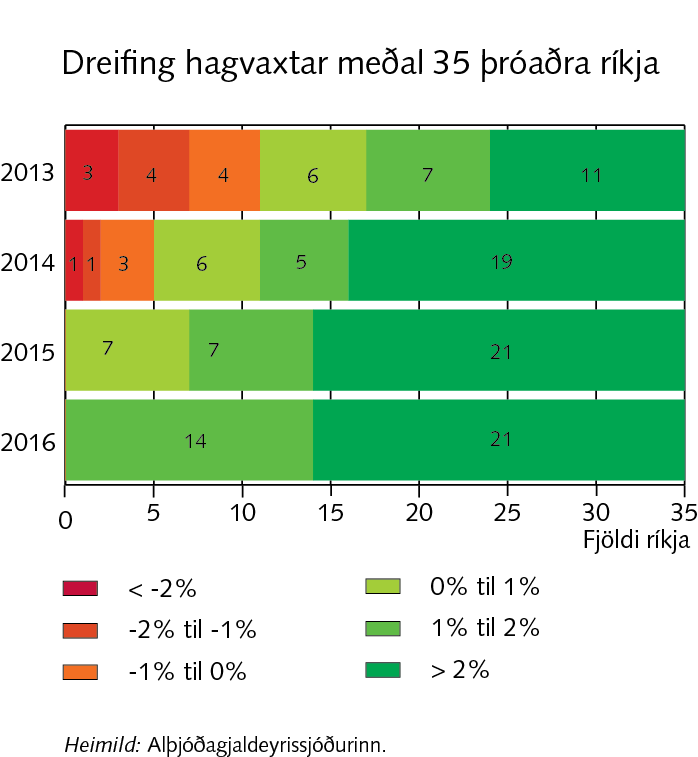 Dreifing hagvaxtar meðal 35 þróaðra ríkja
2013 3 4 4 6 7 11
2014 1 1 3 6 5 19
2015 7 7 21
2016 14 21
0 5 10 15 20 25 30 35
Fjöldi ríkja
< -2% 0% til 1%
-2% til -1% 1% til 2%
-1% til 0% > 2%
Heimild: Alþjóðagjaldeyrissjóðurinn.